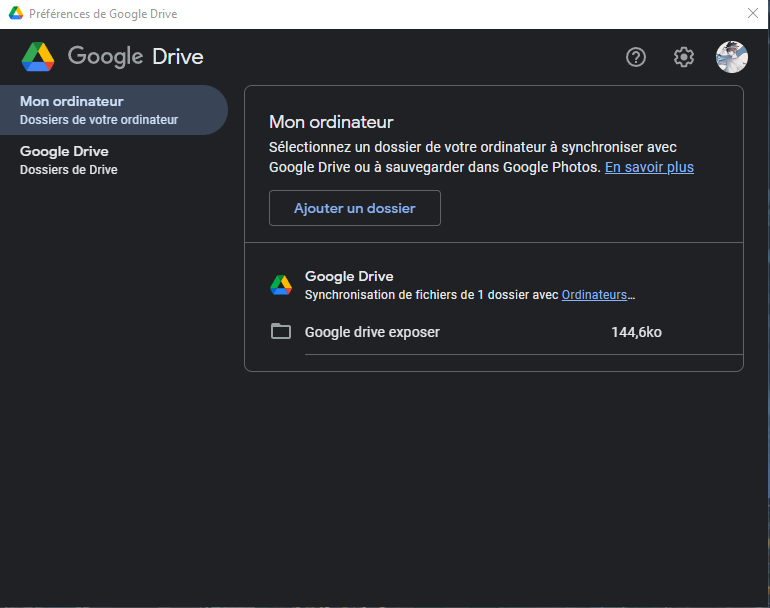 Préférences de Google Drive
Google Drive
Mon ordinateur
Dossiers de votre ordinateur
Google Drive
Dossiers de Drive
Mon ordinateur
Sélectionnez un dossier de votre ordinateur à synchroniser avec
Google Drive ou à sauvegarder dans Google Photos. En savoir plus
Ajouter un dossier
Google Drive
Synchronisation de fichiers de 1 dossier avec Ordinateurs…
Google drive exposer 144,6ko